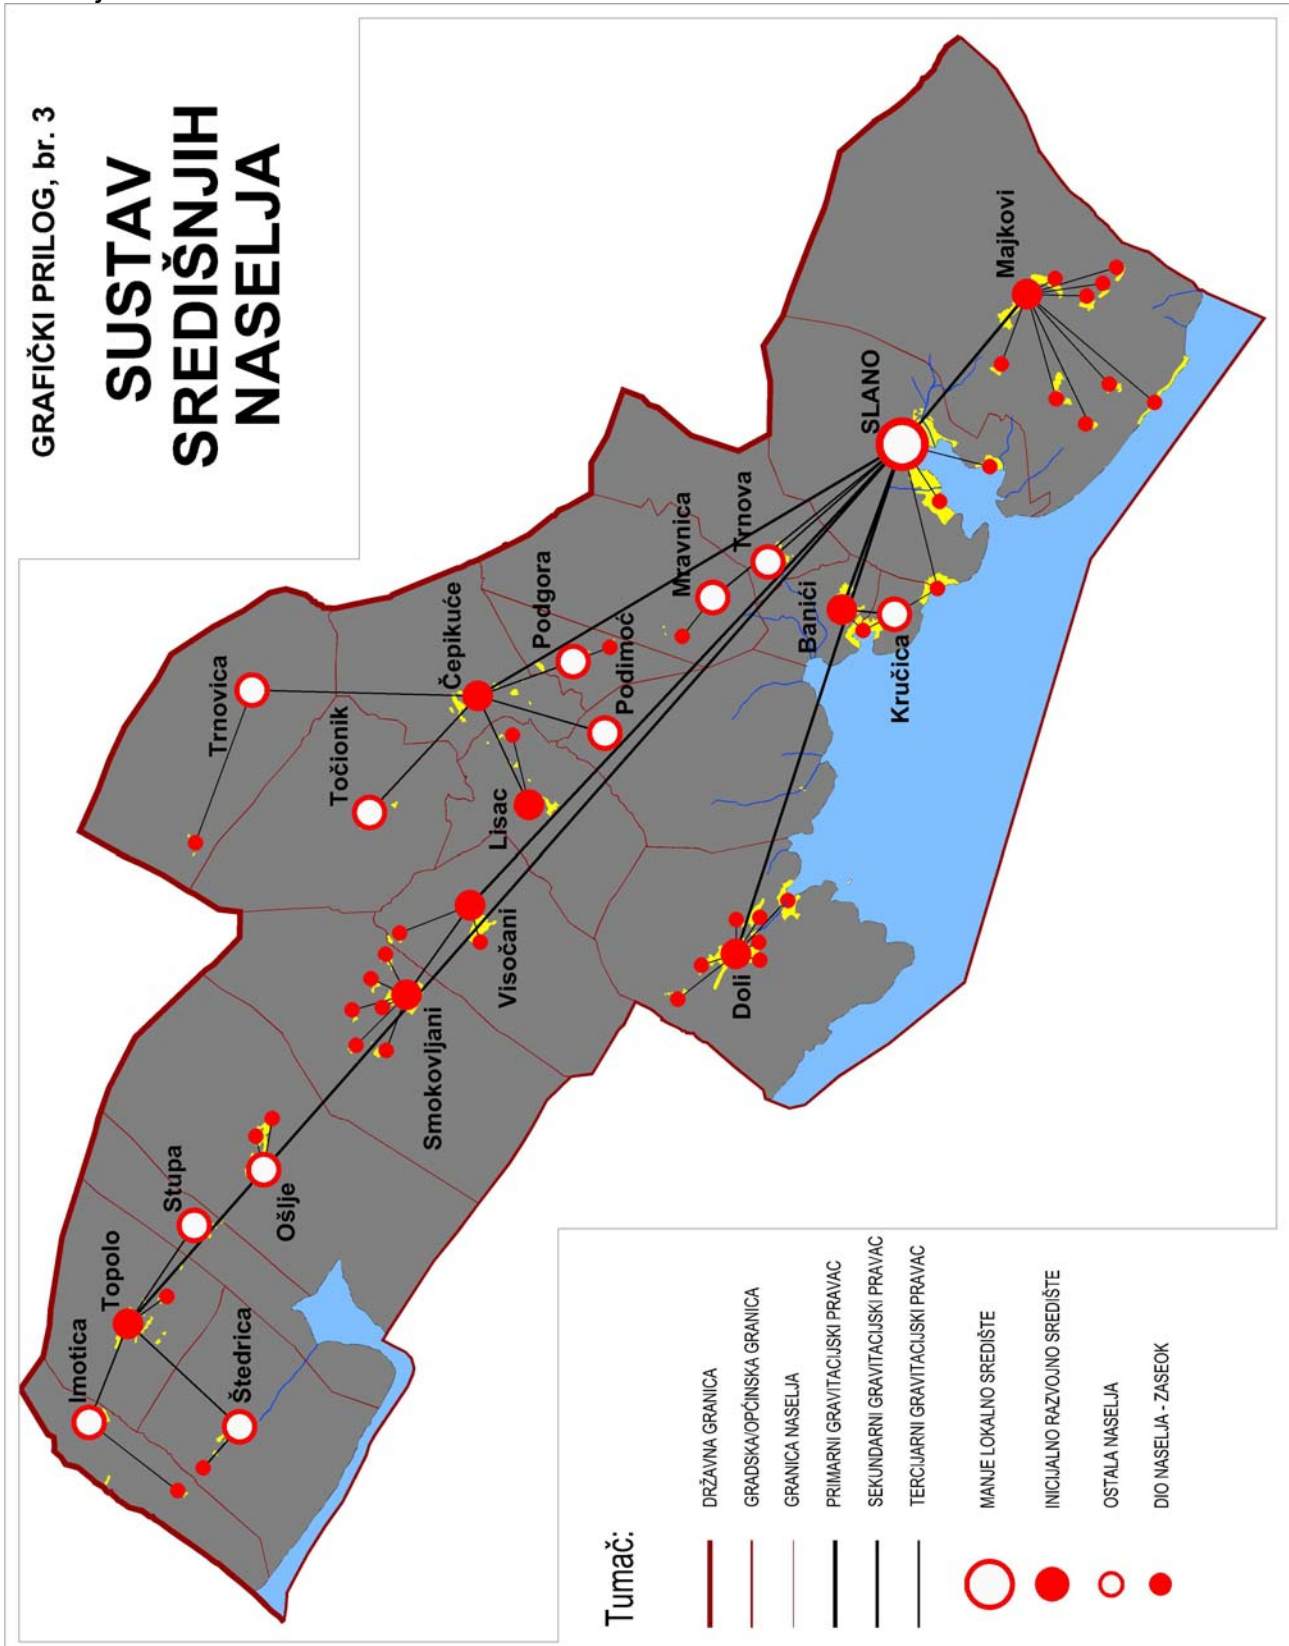 GRAFIČKI PRILOG, br. 3
SUSTAV
SREDIŠNJIH
NASELJA
Imotica
Topolo
Stupa
Štedrica
Ošlje
Smokovljani
Visočani
Trnovica
Točionik
Čepikuće
Lisac
Podgora
Podimoć
Mravnica
Trnova
Doli
Banići
Kručica
SLANO
Majkovi
Tumač:
DRŽAVNA GRANICA
GRADSKA/OPĆINSKA GRANICA
GRANICA NASELJA
PRIMARNI GRAVITACIJSKI PRAVAC
SEKUNDARNI GRAVITACIJSKI PRAVAC
TERCIJARNI GRAVITACIJSKI PRAVAC
MANJE LOKALNO SREDIŠTE
INICIJALNO RAZVOJNO SREDIŠTE
OSTALA NASELJA
DIO NASELJA - ZASEOK